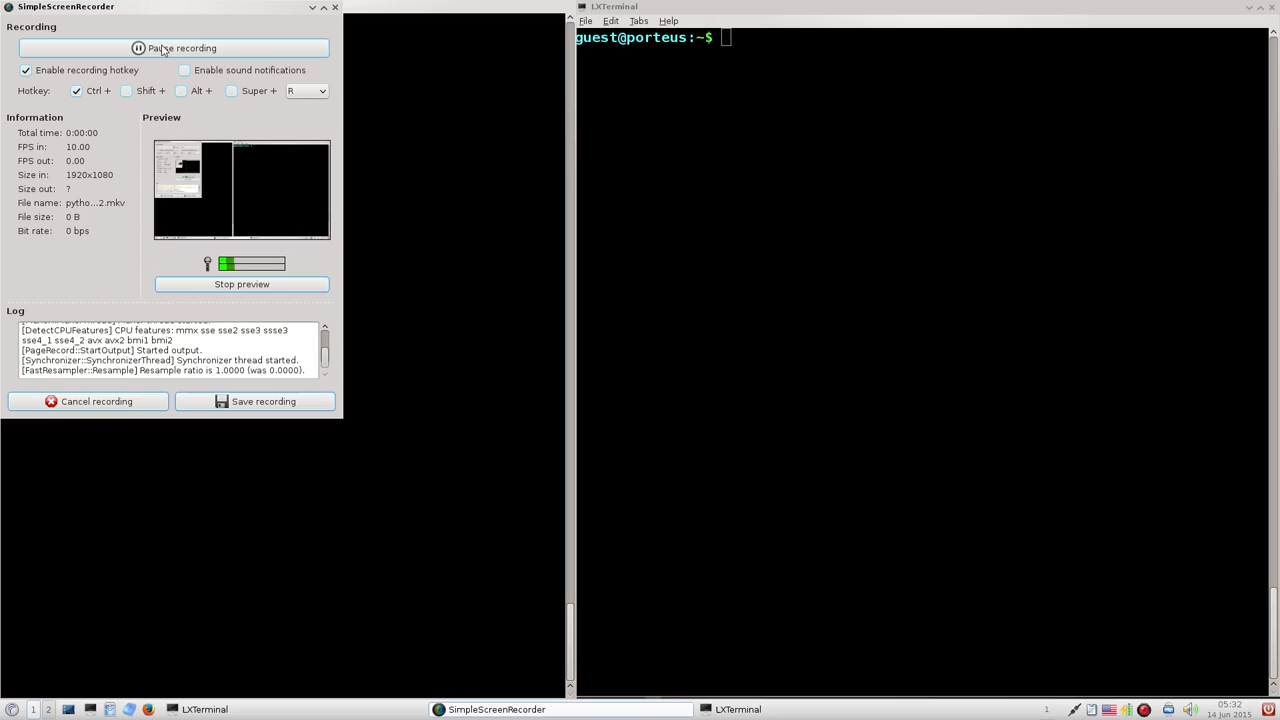 SimpleScreenRecorder
Recording
Pause recording
Enable recording hotkey
Enable sound notifications
Hotkey: Ctrl + Shift + Alt + Super + R
Information
Total time: 0:00:00
FPS in: 10.00
FPS out: 0.00
Size in: 1920x1080
Size out: ?
File name: pytho...2.mkv
File size: 0 B
Bit rate: 0 bps
Preview
Stop preview
Log
[DetectCPUFeatures] CPU features: mmx sse sse2 sse3 ssse3
sse4_1 sse4_2 avx avx2 bmi1 bmi2
[PageRecord::StartOutput] Started output.
[Synchronizer::SynchronizerThread] Synchronizer thread started.
[FastResampler::Resample] Resample ratio is 1.0000 (was 0.0000).
Cancel recording
Save recording
LXTerminal
File Edit Tabs Help
guest@porteus:~$
1 2 LXTerminal SimpleScreenRecorder LXTerminal 1
05:32
14 Jun 2015